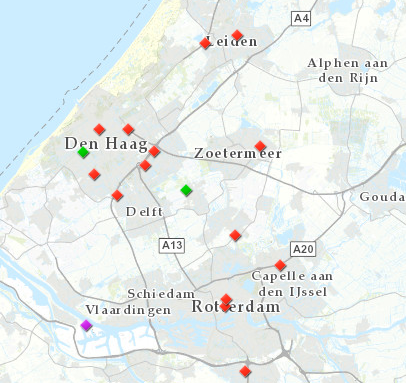 A4
Leiden
Alphen aan
den Rijn
Den Haag
Zoetermeer
Gouda
Delft
A13
A20
Capelle aan
den IJssel
Schiedam
Vlaardingen
Rotterdam